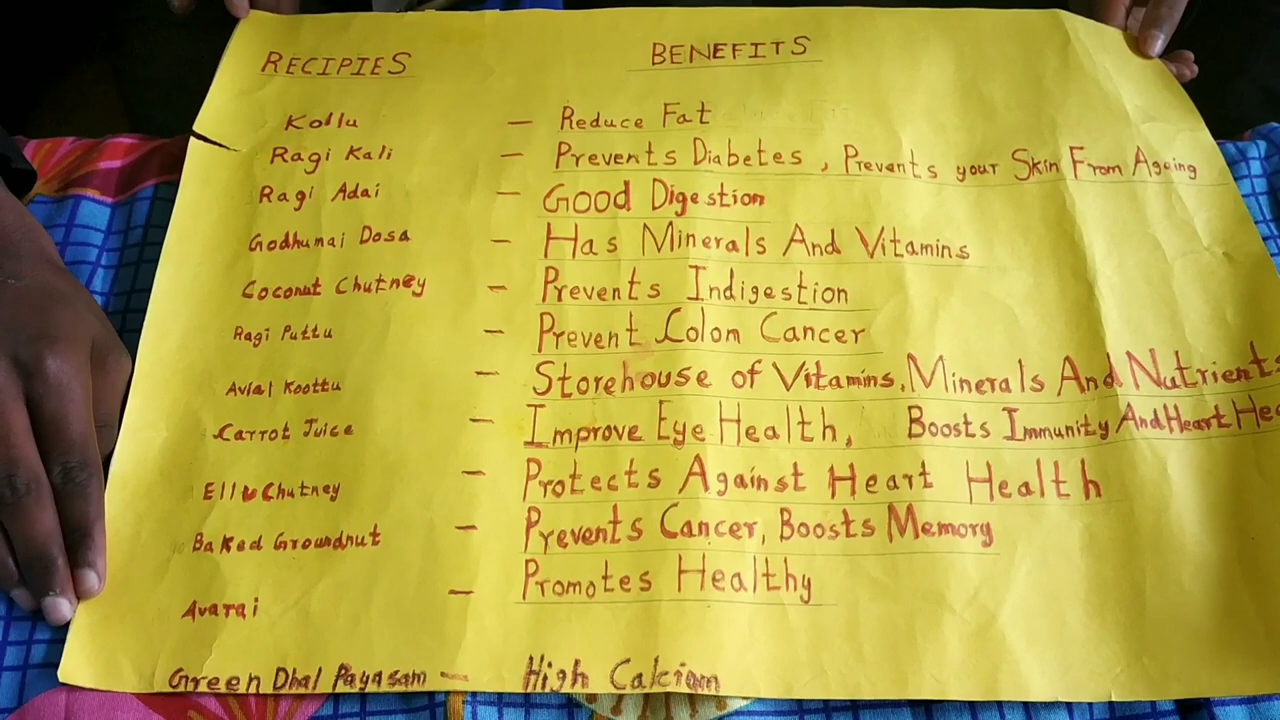 RECIPIES BENEFITS
Kollu - Reduce Fat
Ragi Kali - Prevents Diabetes, Prevents your Skin From Ageing
Ragi Adai - Good Digestion
Godhumai Dosa - Has Minerals And Vitamins
Coconut Chutney - Prevents Indigestion
Ragi Puttu - Prevent Colon Cancer
Avial Koottu - Storehouse of Vitamins, Minerals And Nutrients
Carrot Juice - Improve Eye Health, Boosts Immunity And Heart Hea
Ellu Chutney - Protects Against Heart Health
Baked Groundnut - Prevents Cancer, Boosts Memory
Avarai - Promotes Healthy
Green Dhal Payasam - High Calcium